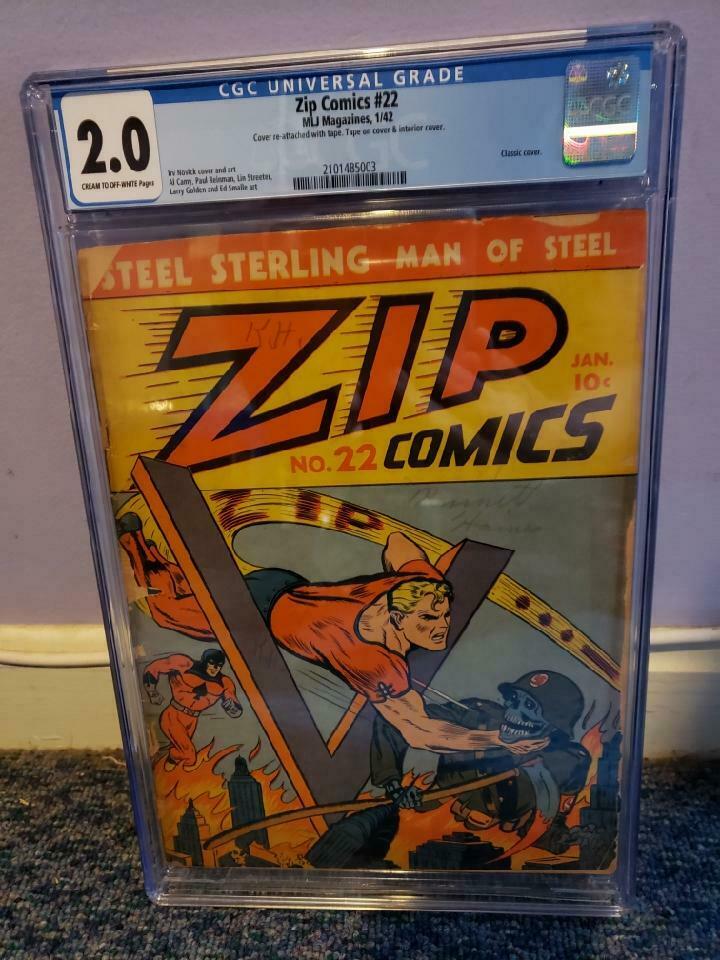 CGC UNIVERSAL GRADE
2.0
CREAM TO OFF-WHITE Pages
Zip Comics #22
MLJ Magazines, 1/42
Cover re-attached with tape. Tape on cover & interior cover.
Irv Novick cover and art
Al Camy, Paul Reinman, Lin Streeter,
Larry Golden and Ed Smalle art
2101485003
Classic cover.
CGC
STEEL STERLING MAN OF STEEL
ZIP
K.H.
JAN.
10¢
NO. 22 COMICS
ZIP